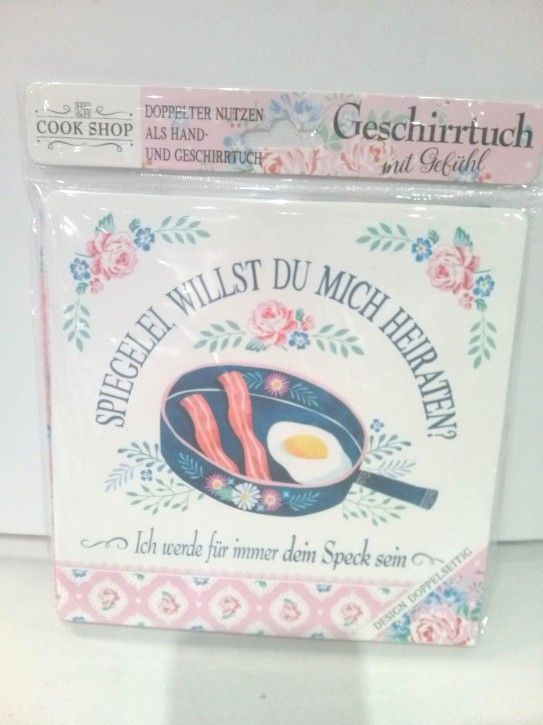 COOK SHOP
DOPPELTER NUTZEN
ALS HAND-
UND GESCHIRRTUCH
Geschirrtuch
mit Gefühl
SPIEGELEI, WILLST DU MICH HEIRATEN?
Ich werde für immer dein Speck sein
DESIGN DOPPELSEITIG